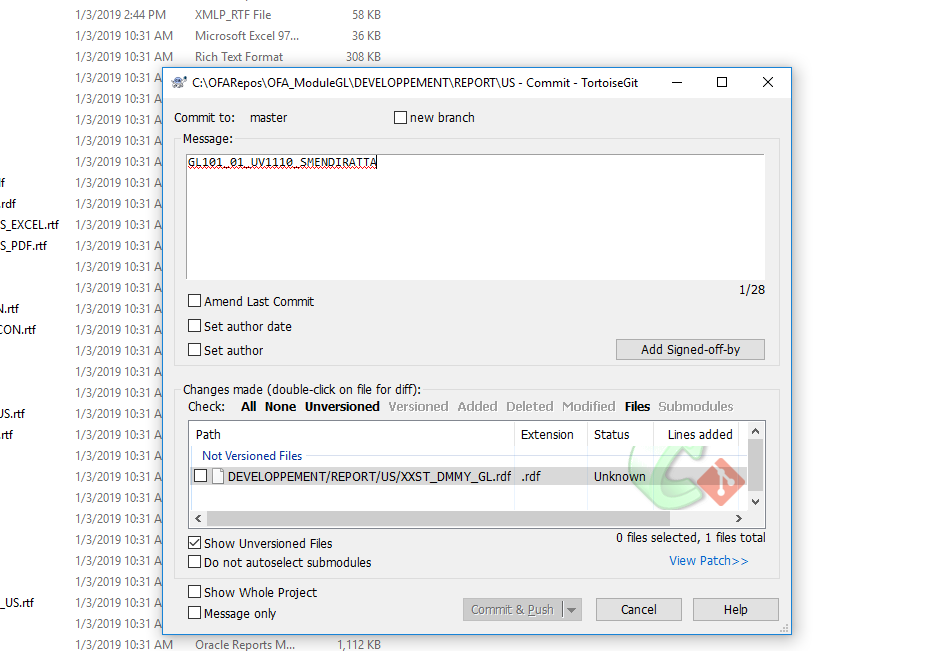 1/3/2019 2:44 PM XMLP_RTF File 58 KB
1/3/2019 10:31 AM Microsoft Excel 97... 36 KB
1/3/2019 10:31 AM Rich Text Format 308 KB
1/3/2019 10:31 A
C:\OFARepos\OFA_ModuleGL\DEVELOPPEMENT\REPORT\US - Commit - TortoiseGit
1/3/2019 10:31 A
1/3/2019 10:31 A
Commit to: master new branch
1/3/2019 10:31 A
Message:
1/3/2019 10:31 A
GL101_01_UV1110_SMENDIRATTA
df 1/3/2019 10:31 A
.rdf 1/3/2019 10:31 A
S_EXCEL.rtf 1/3/2019 10:31 A
S_PDF.rtf 1/3/2019 10:31 A
1/3/2019 10:31 A
1/3/2019 10:31 A
1/28
Amend Last Commit
N.rtf 1/3/2019 10:31 A
Set author date
CON.rtf 1/3/2019 10:31 A
Set author
Add Signed-off-by
1/3/2019 10:31 A
1/3/2019 10:31 A
Changes made (double-click on file for diff):
1/3/2019 10:31 A
Check: All None Unversioned Versioned Added Deleted Modified Files Submodules
US.rtf 1/3/2019 10:31 A
.rtf 1/3/2019 10:31 A
Path Extension Status Lines added
1/3/2019 10:31 A
Not Versioned Files
1/3/2019 10:31 A
DEVELOPPEMENT/REPORT/US/XXST_DMMY_GL.rdf .rdf Unknown
1/3/2019 10:31 A
1/3/2019 10:31 A
1/3/2019 10:31 A
0 files selected, 1 files total
Show Unversioned Files
View Patch>>
Do not autoselect submodules
1/3/2019 10:31 A
1/3/2019 10:31 A
Show Whole Project
_US.rtf 1/3/2019 10:31 A
Message only
Commit & Push Cancel Help
1/3/2019 10:31 A
1/3/2019 10:31 AM Oracle Reports M... 1,112 KB